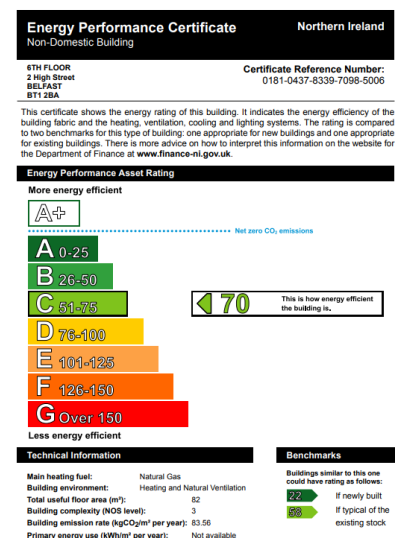 Energy Performance Certificate
Northern Ireland
Non-Domestic Building
6TH FLOOR
2 High Street
BELFAST
BT1 2BA
Certificate Reference Number:
0181-0437-8339-7098-5006
This certificate shows the energy rating of this building. It indicates the energy efficiency of the
building fabric and the heating, ventilation, cooling and lighting systems. The rating is compared
to two benchmarks for this type of building: one appropriate for new buildings and one appropriate
for existing buildings. There is more advice on how to interpret this information on the website for
the Department of Finance at www.finance-ni.gov.uk.
Energy Performance Asset Rating
More energy efficient
A+
Net zero CO₂ emissions
A 0-25
B 26-50
C 51-75
70
This is how energy efficient
the building is.
D 76-100
E 101-125
F 126-150
G Over 150
Less energy efficient
Technical Information
Main heating fuel: Natural Gas
Building environment: Heating and Natural Ventilation
Total useful floor area (m²): 82
Building complexity (NOS level): 3
Building emission rate (kgCO₂/m² per year): 83.56
Primary energy use (kWh/m² per year): Not available
Benchmarks
Buildings similar to this one
could have rating as follows:
22 If newly built
58 If typical of the
existing stock